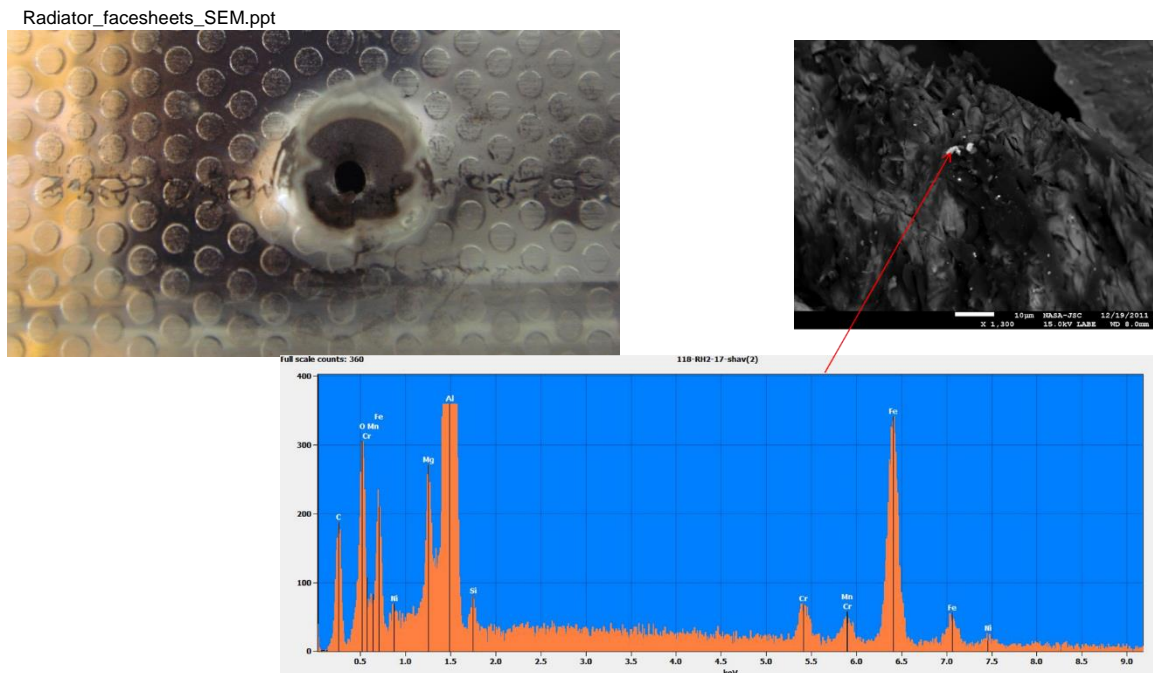 Radiator_facesheets_SEM.ppt
10µm NASA-JSC 12/19/2011
X 1,300 15.0kV LABE WD 8.0mm
Full scale counts: 360 118-RH2-17-shav(2)
400
300
200
100
0
C
O Mn
Cr
Fe
Ni
Mg
Al
Si
Cr
Mn
Cr
Fe
Fe
Ni
0.5 1.0 1.5 2.0 2.5 3.0 3.5 4.0 4.5 5.0 5.5 6.0 6.5 7.0 7.5 8.0 8.5 9.0
keV